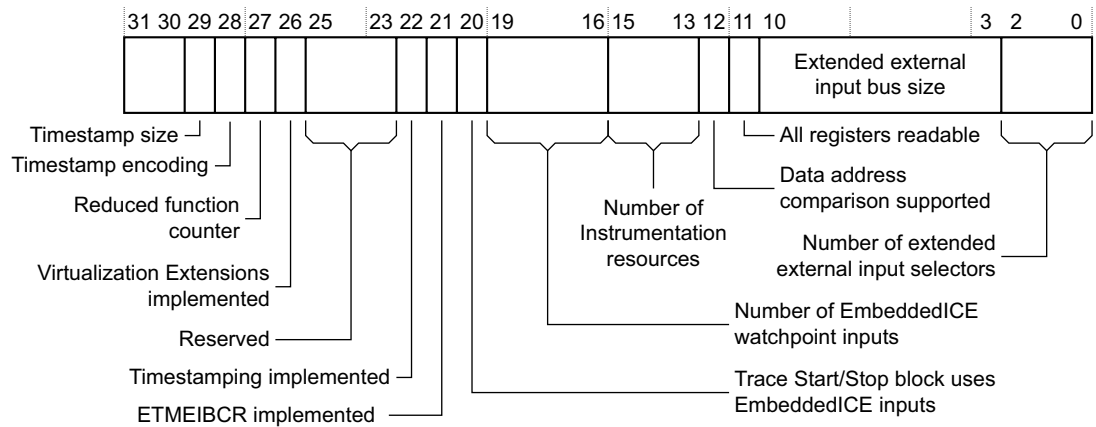 31 30 29 28 27 26 25 23 22 21 20 19 16 15 13 12 11 10 3 2 0
Extended external
input bus size
Timestamp size
Timestamp encoding
Reduced function
counter
Virtualization Extensions
implemented
Reserved
Timestamping implemented
ETMEIBCR implemented
Number of
Instrumentation
resources
All registers readable
Data address
comparison supported
Number of extended
external input selectors
Number of EmbeddedICE
watchpoint inputs
Trace Start/Stop block uses
EmbeddedICE inputs